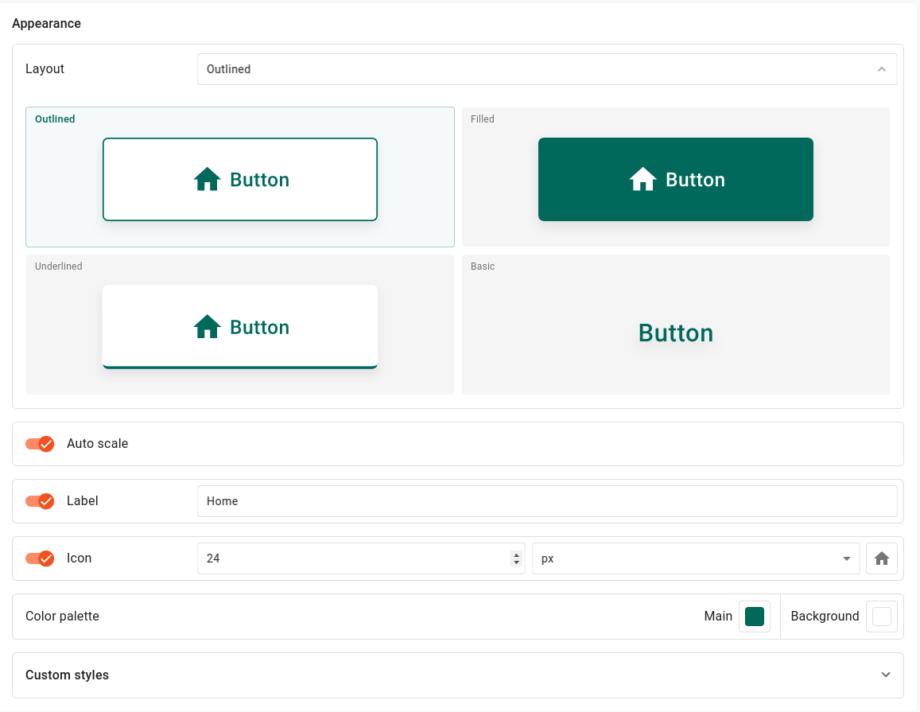 Appearance
Layout
Outlined
Outlined
Filled
Button
Button
Underlined
Basic
Button
Button
Auto scale
Label
Home
Icon
24
px
Color palette
Main
Background
Custom styles